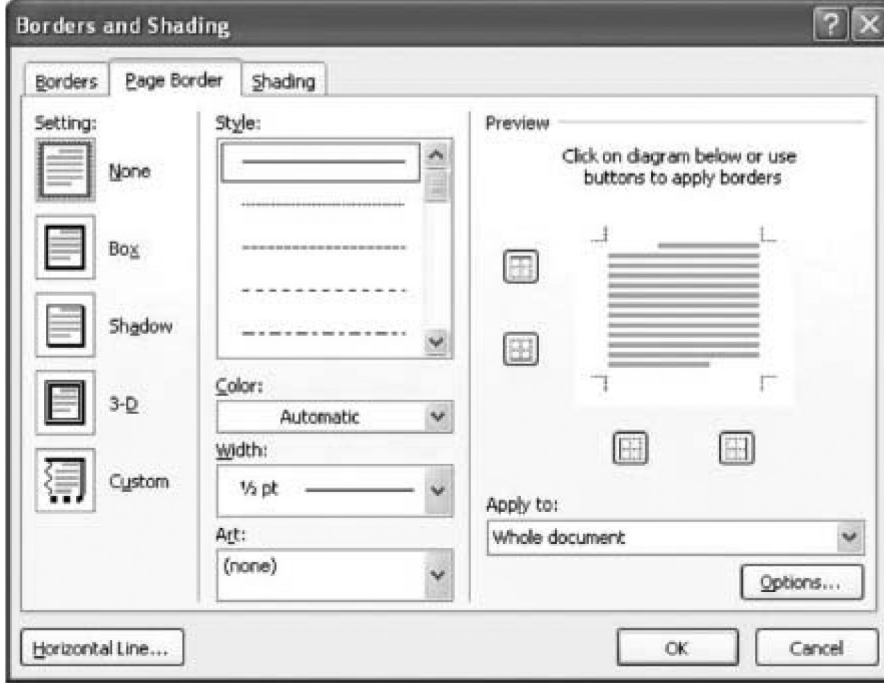 Borders and Shading
Borders
Page Border
Shading
Setting:
None
Box
Shadow
3-D
Custom
Style:
Color:
Automatic
Width:
½ pt
Art:
(none)
Preview
Click on diagram below or use
buttons to apply borders
Apply to:
Whole document
Options...
Horizontal Line...
OK
Cancel